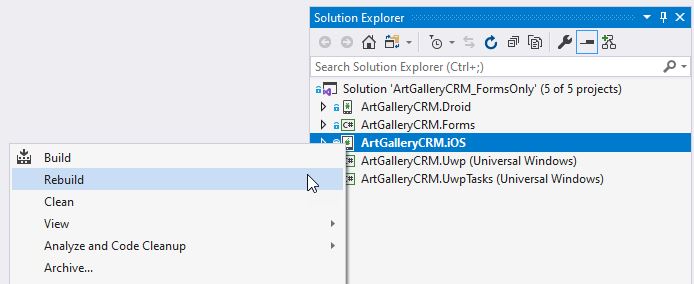 Solution Explorer
Search Solution Explorer (Ctrl+;)
Solution 'ArtGalleryCRM_FormsOnly' (5 of 5 projects)
ArtGalleryCRM.Droid
C# ArtGalleryCRM.Forms
ArtGalleryCRM.iOS
ArtGalleryCRM.Uwp (Universal Windows)
ArtGalleryCRM.UwpTasks (Universal Windows)
Build
Rebuild
Clean
View
Analyze and Code Cleanup
Archive...